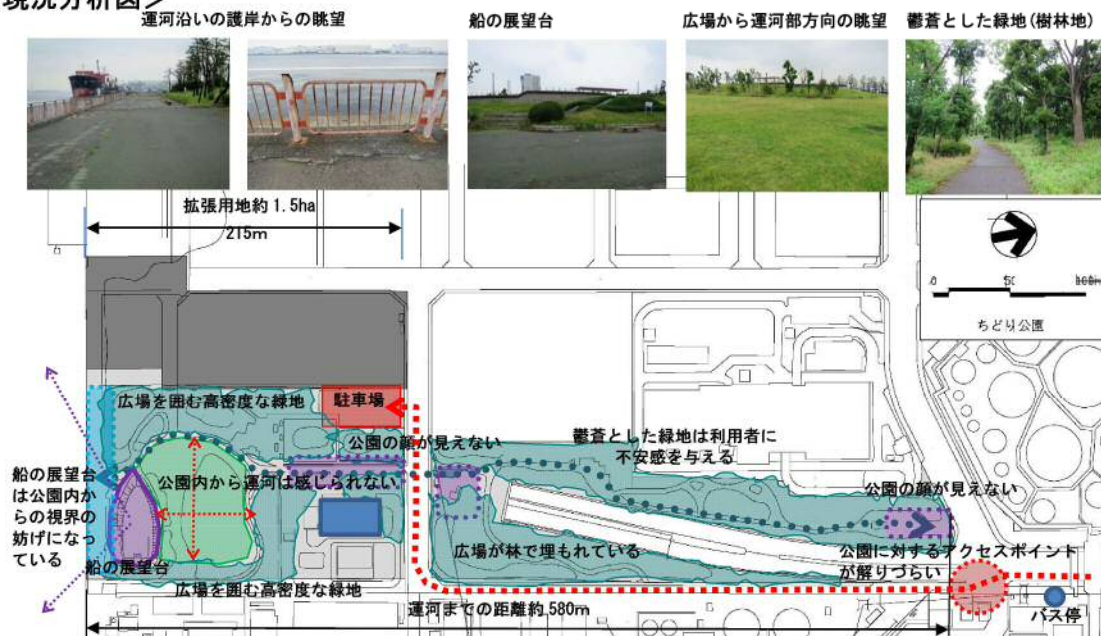 現況分析図＞
運河沿いの護岸からの眺望
船の展望台
広場から運河部方向の眺望
鬱蒼とした緑地(樹林地)
拡張用地約 1.5ha
215m
0
50
100m
ちどり公園
広場を囲む高密度な緑地
駐車場
公園の顔が見えない
鬱蒼とした緑地は利用者に
不安感を与える
船の展望台
は公園内か
らの視界の
妨げになっ
ている
公園内から運河は感じられない
公園の顔が見えない
広場が林で埋もれている
公園に対するアクセスポイント
が解りづらい
船の展望台
広場を囲む高密度な緑地
運河までの距離約580m
バス停